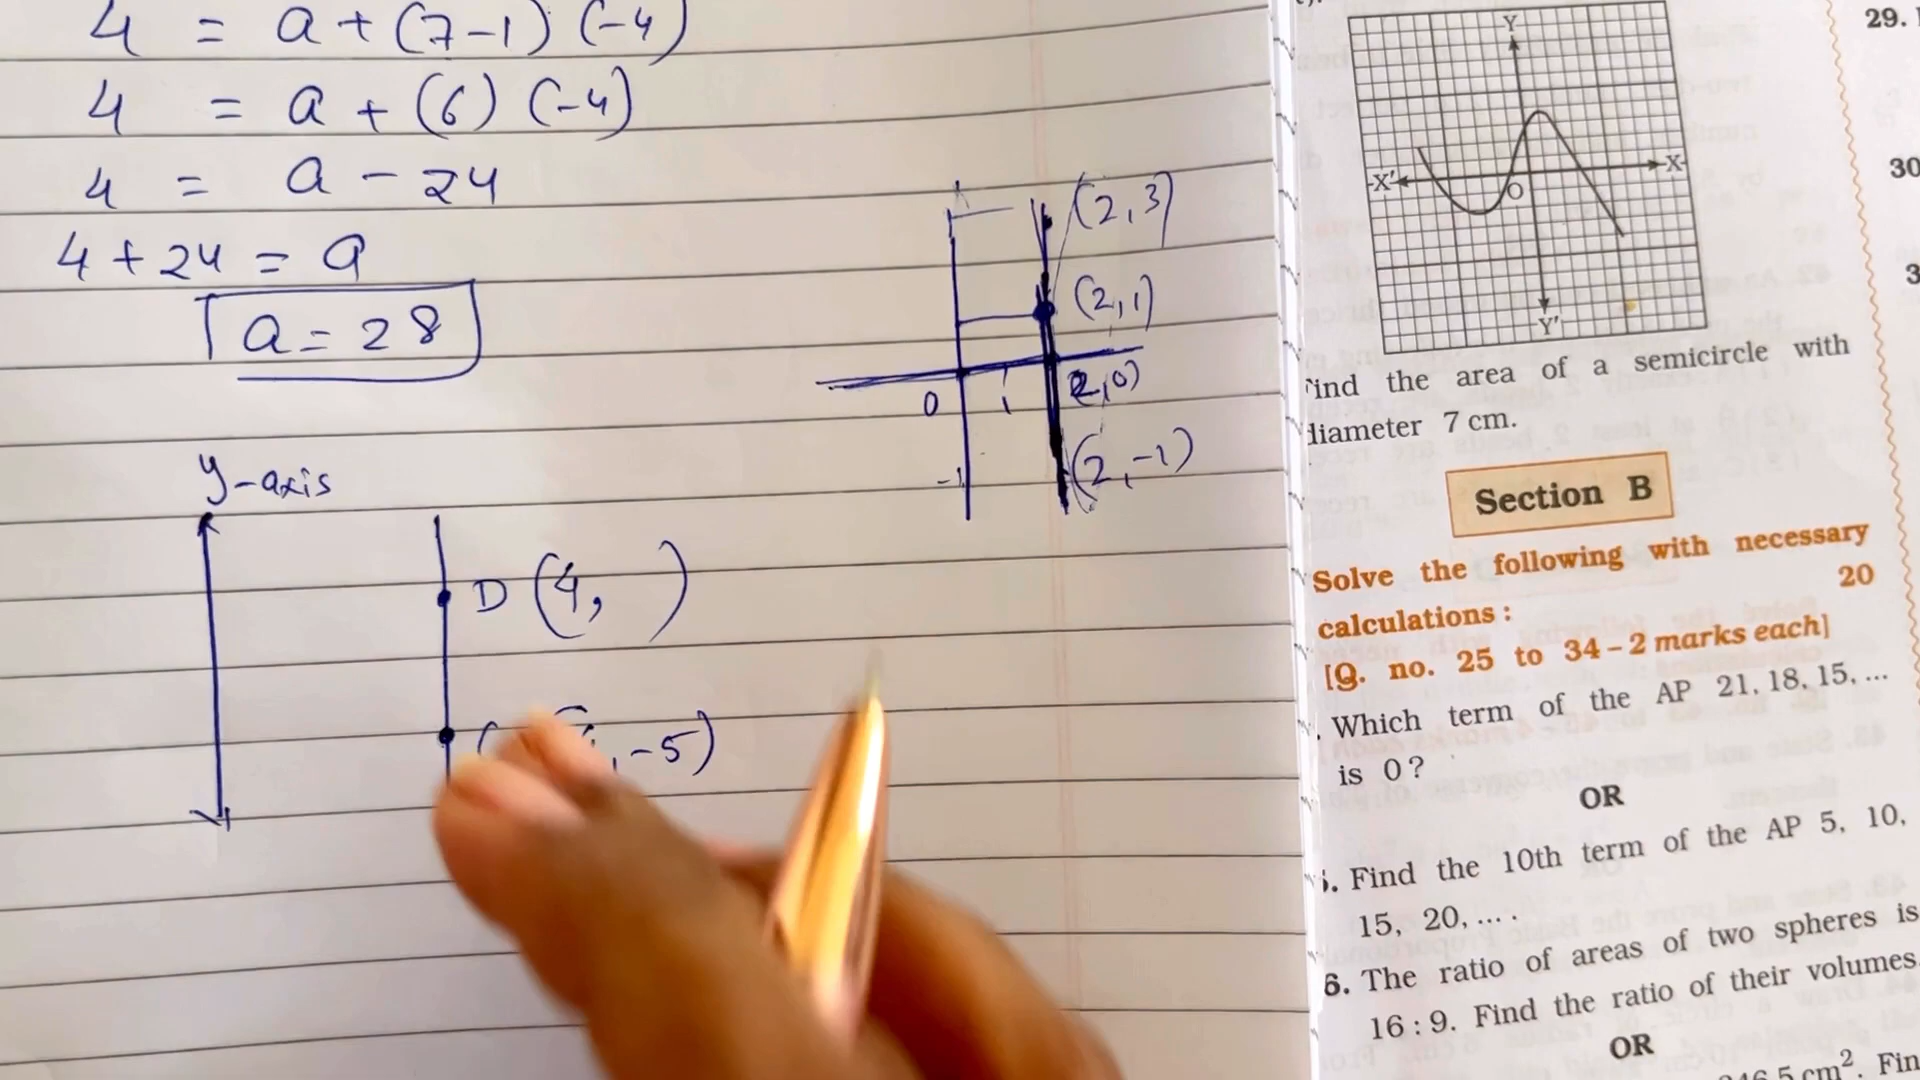 4 = a + (7-1) (-4)
4 = a + (6) (-4)
4 = a - 24
4 + 24 = a
a = 28
(2, 3)
(2, 1)
0
1
2,0)
-1
(2, -1)
y-axis
D (4, )
, -5)
Y
X'
X
O
Y'
ind the area of a semicircle with
diameter 7 cm.
Section B
Solve the following with necessary
calculations : 20
[Q. no. 25 to 34 – 2 marks each]
Which term of the AP 21, 18, 15, ...
is 0?
OR
Find the 10th term of the AP 5, 10,
15, 20, ... .
6. The ratio of areas of two spheres is
16 : 9. Find the ratio of their volumes.
OR
cm². Fin
29.
30
3